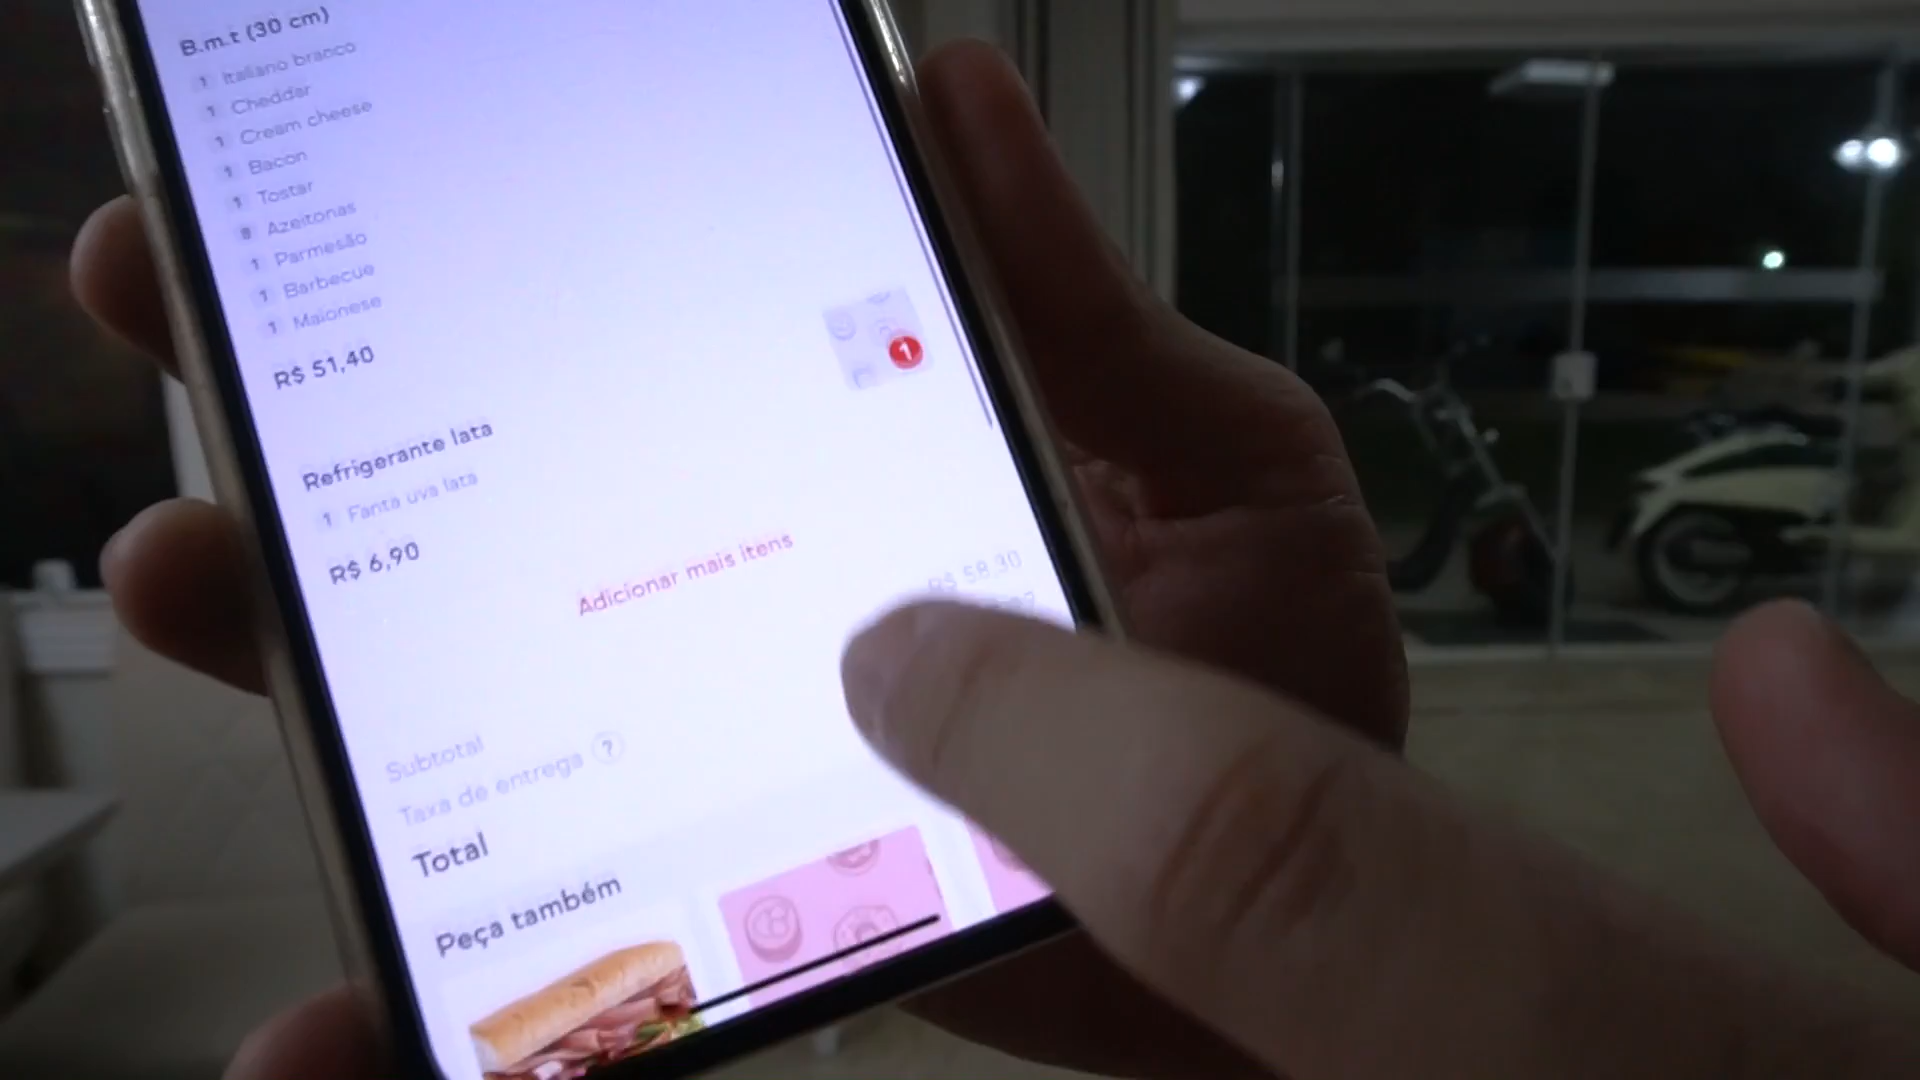 B.m.t (30 cm)
1 Italiano branco
1 Cheddar
1 Cream cheese
1 Bacon
1 Tostar
8 Azeitonas
1 Parmesão
1 Barbecue
1 Maionese
R$ 51,40
1
Refrigerante lata
1 Fanta uva lata
R$ 6,90
Adicionar mais itens
Subtotal R$ 58,30
Taxa de entrega ?
Total
Peça também